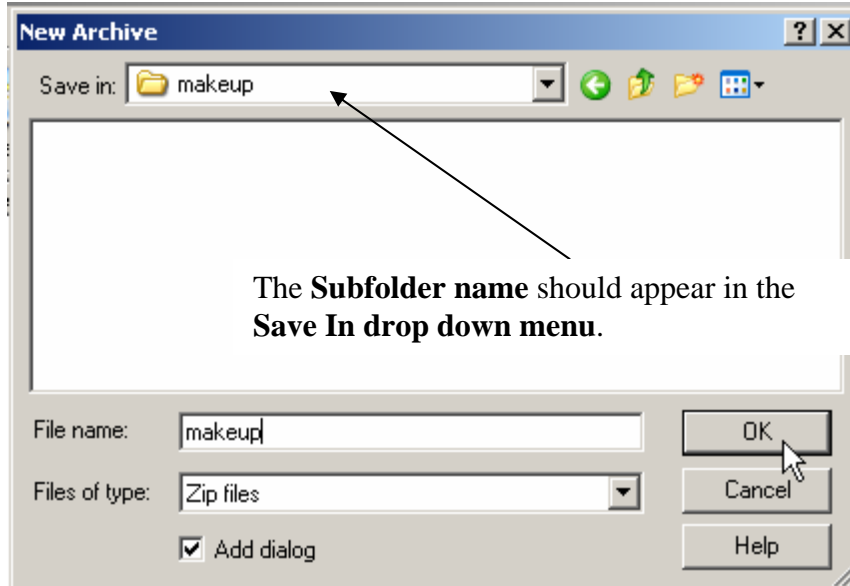 New Archive
Save in: makeup
The Subfolder name should appear in the
Save In drop down menu.
File name: makeup OK
Files of type: Zip files Cancel
Add dialog Help